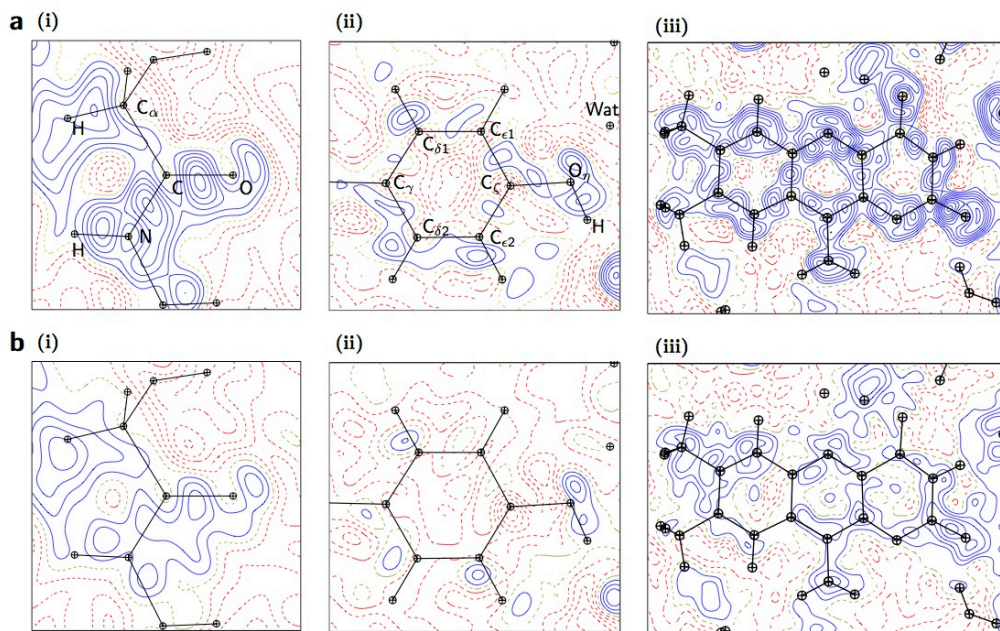 a (i) (ii) (iii)
Cα
H
C
O
H
N
Cδ1
Cϵ1
Wat
Cγ
Cζ
Oη
H
Cδ2
Cϵ2
b (i) (ii) (iii)